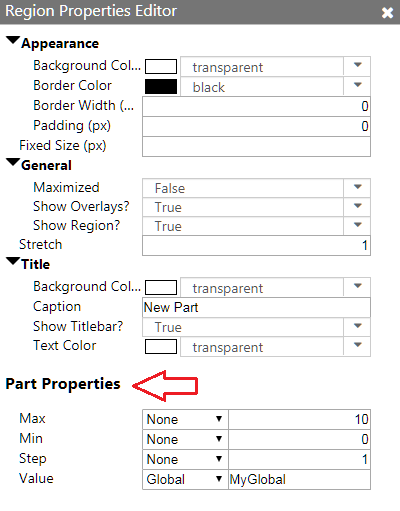 Region Properties Editor
Appearance
Background Col... transparent
Border Color black
Border Width (... 0
Padding (px) 0
Fixed Size (px)
General
Maximized False
Show Overlays? True
Show Region? True
Stretch 1
Title
Background Col... transparent
Caption New Part
Show Titlebar? True
Text Color transparent
Part Properties
Max None 10
Min None 0
Step None 1
Value Global MyGlobal